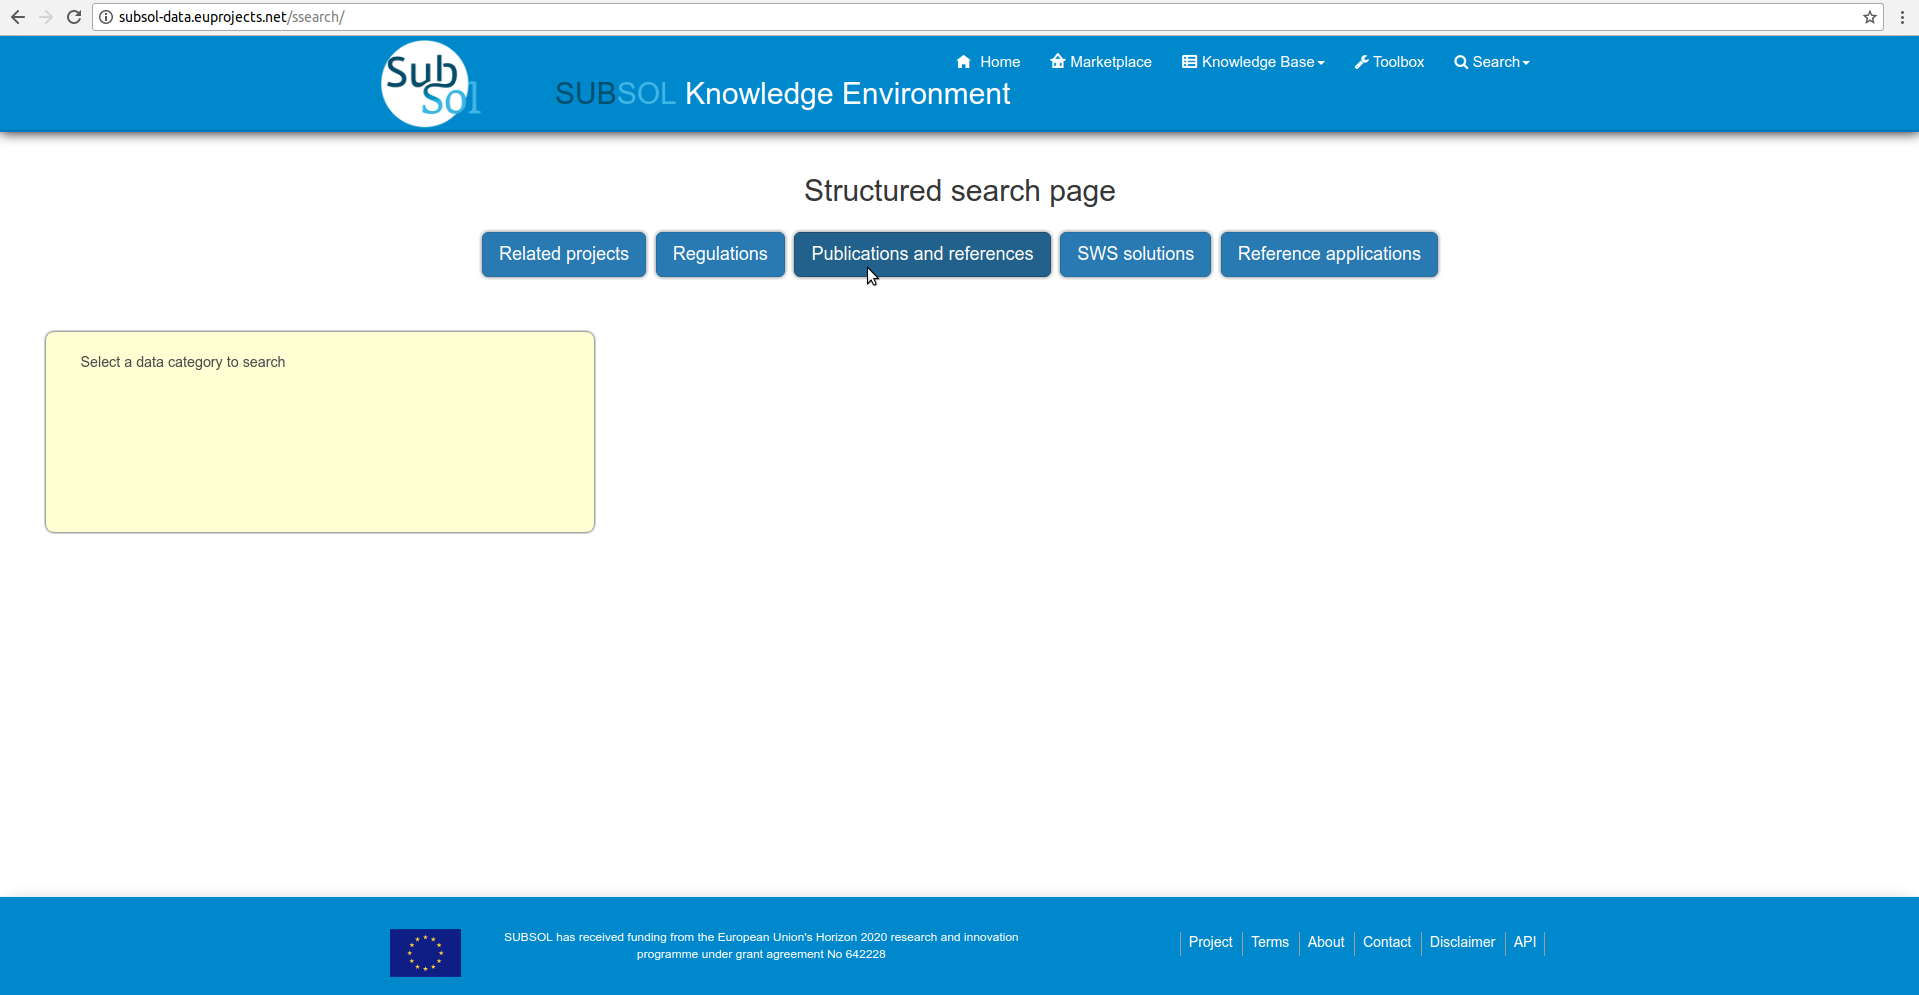 subsol-data.euprojects.net/ssearch/
Sub
Sol
Home
Marketplace
Knowledge Base
Toolbox
Search
SUBSOL Knowledge Environment
Structured search page
Related projects
Regulations
Publications and references
SWS solutions
Reference applications
Select a data category to search
SUBSOL has received funding from the European Union's Horizon 2020 research and innovation
programme under grant agreement No 642228
Project
Terms
About
Contact
Disclaimer
API